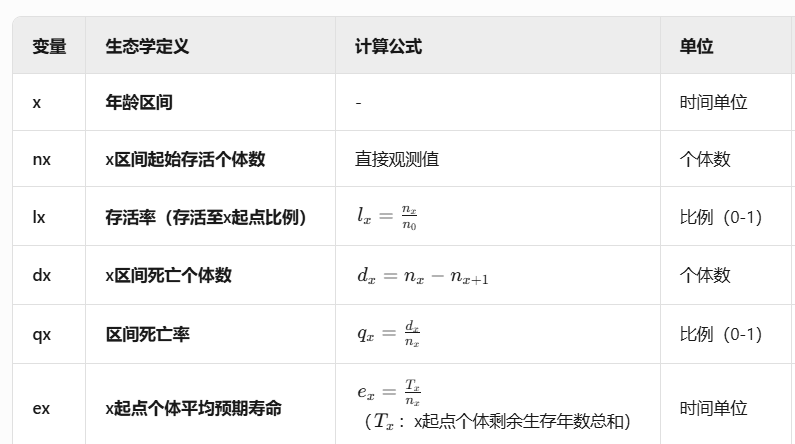 变量 生态学定义 计算公式 单位
x 年龄区间 - 时间单位
nx x区间起始存活个体数 直接观测值 个体数
lx 存活率（存活至x起点比例） l_x = n_x/n_0 比例（0-1）
dx x区间死亡个体数 d_x = n_x − n_{x+1} 个体数
qx 区间死亡率 q_x = d_x/n_x 比例（0-1）
ex x起点个体平均预期寿命 e_x = T_x/n_x 时间单位
（T_x：x起点个体剩余生存年数总和）